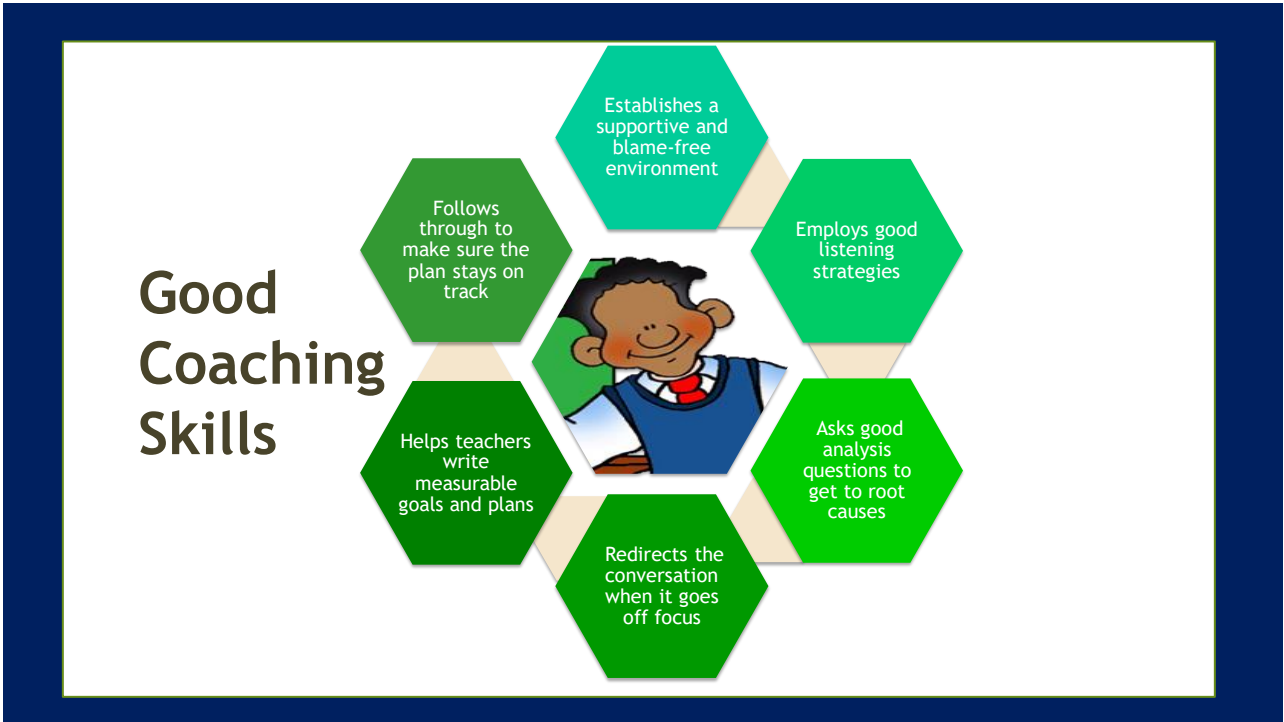 Good
Coaching
Skills
Establishes a
supportive and
blame-free
environment
Employs good
listening
strategies
Asks good
analysis
questions to
get to root
causes
Redirects the
conversation
when it goes
off focus
Helps teachers
write
measurable
goals and plans
Follows
through to
make sure the
plan stays on
track